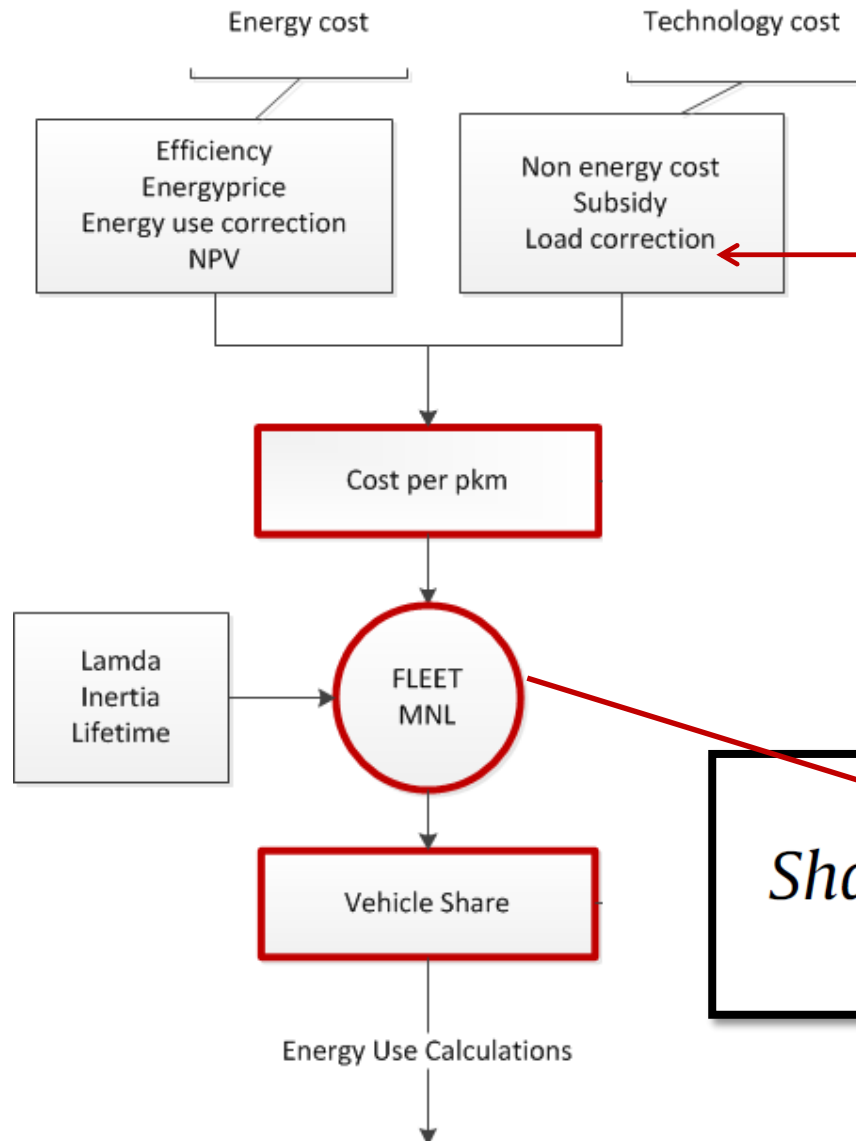 Energy cost
Technology cost
Efficiency
Energyprice
Energy use correction
NPV
Non energy cost
Subsidy
Load correction
Cost per pkm
Lamda
Inertia
Lifetime
FLEET
MNL
Vehicle Share
Energy Use Calculations